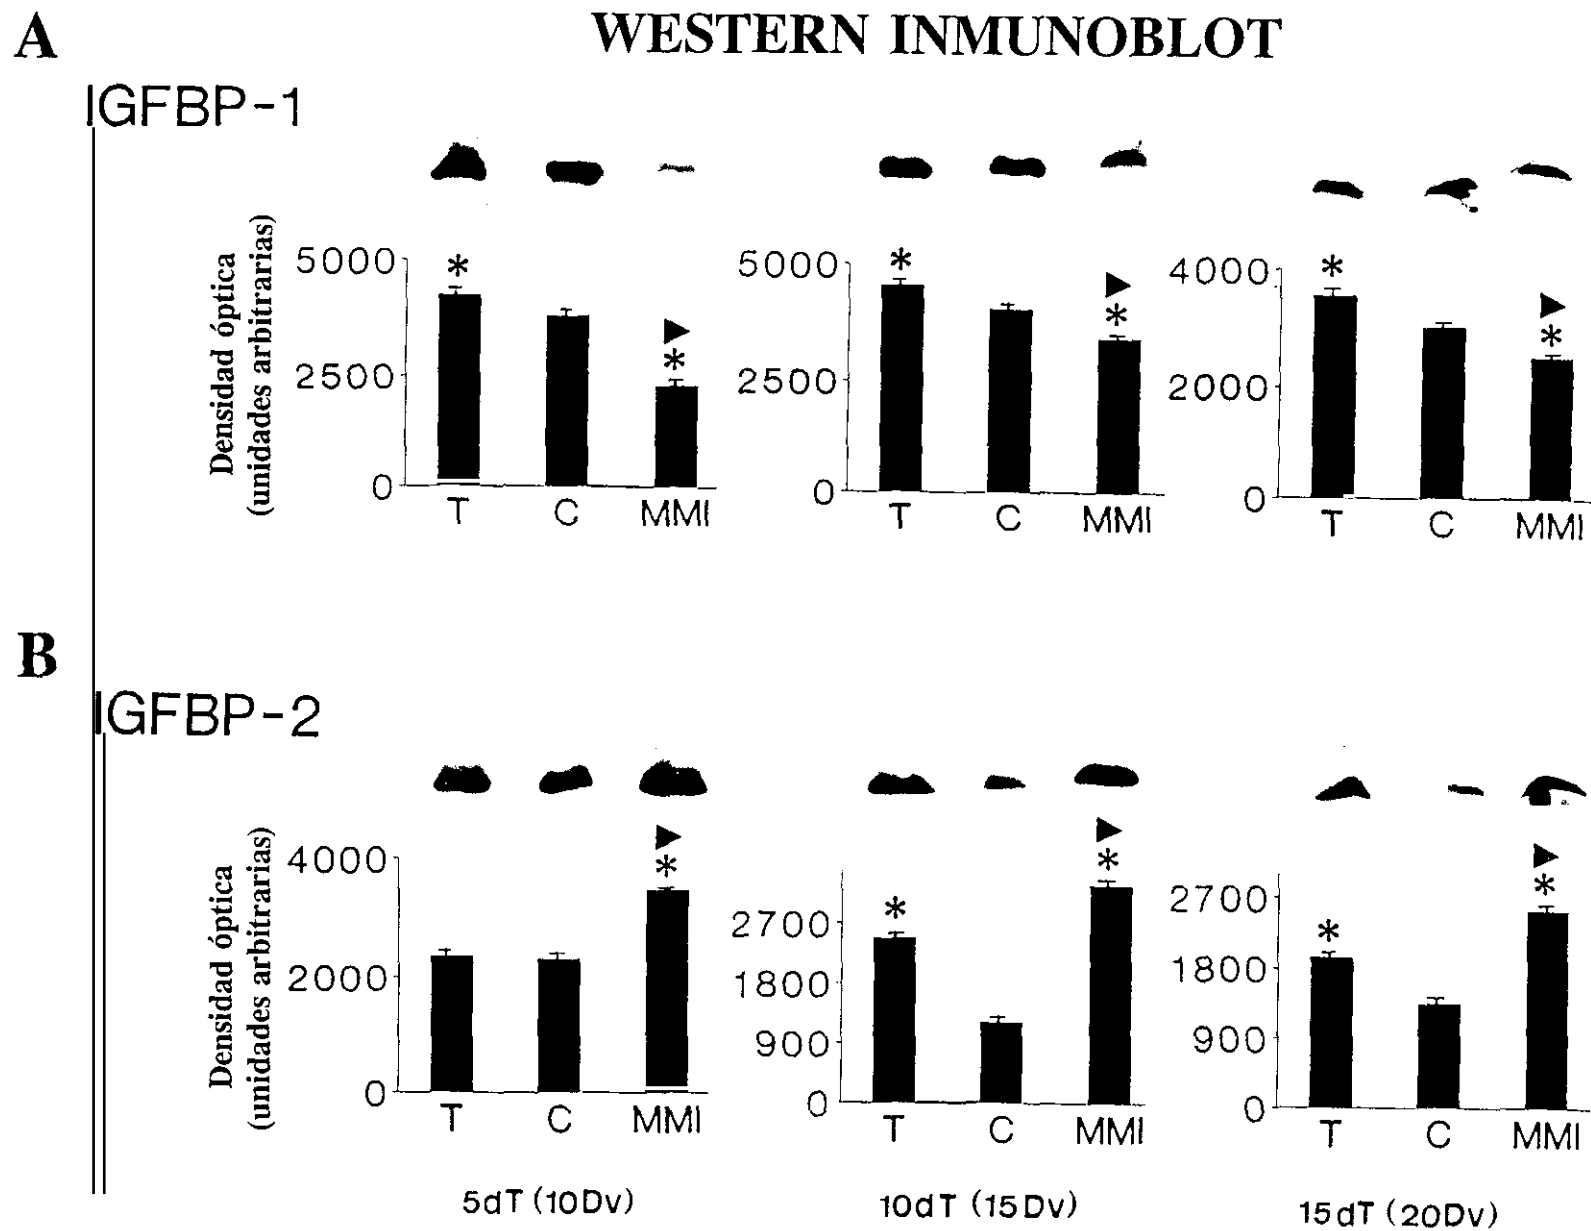 A
WESTERN INMUNOBLOT
IGFBP-1
Densidad óptica
(unidades arbitrarias)
5000
2500
0
*
▶
*
T C MMI
5000
2500
0
*
▶
*
T C MMI
4000
2000
0
*
▶
*
T C MMI
B
IGFBP-2
Densidad óptica
(unidades arbitrarias)
4000
2000
0
▶
*
T C MMI
2700
1800
900
0
*
▶
*
T C MMI
2700
1800
900
0
*
▶
*
T C MMI
5dT (10Dv)
10dT (15Dv)
15dT (20Dv)